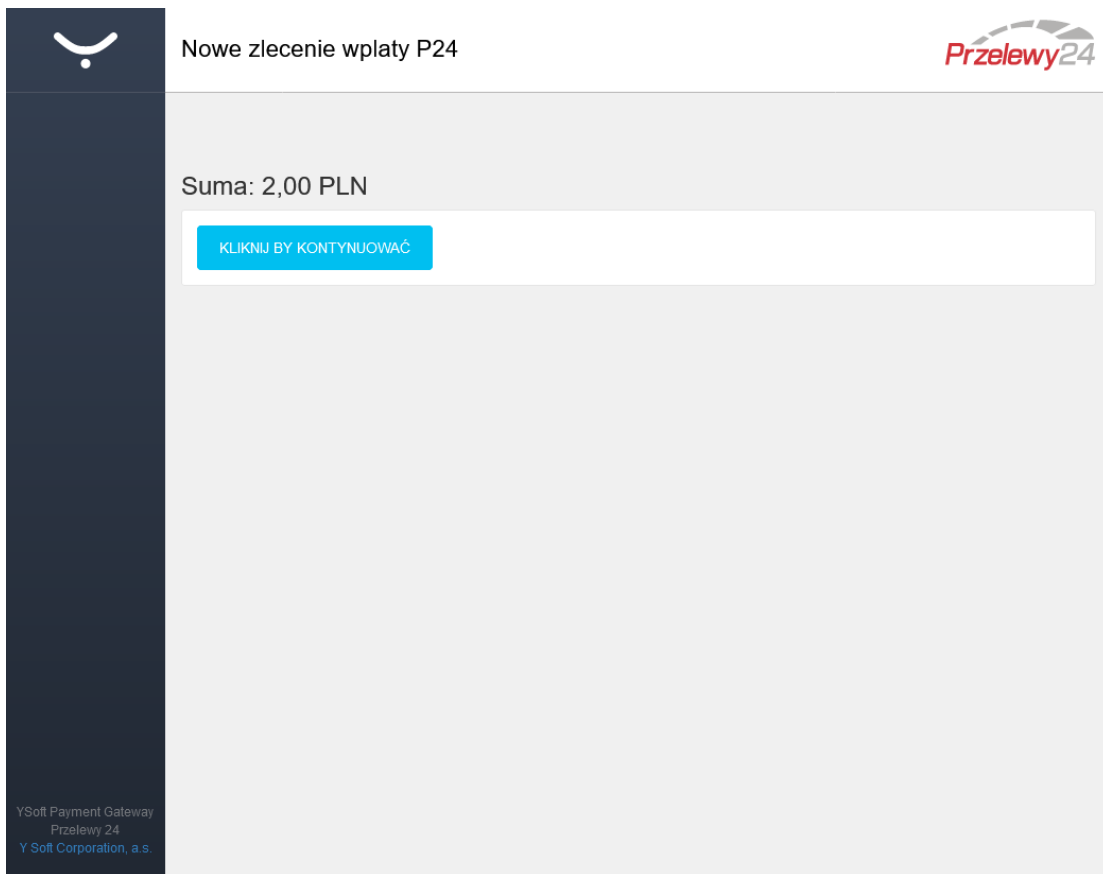 Nowe zlecenie wplaty P24
Przelewy24
Suma: 2,00 PLN
KLIKNIJ BY KONTYNUOWAĆ
YSoft Payment Gateway
Przelewy 24
Y Soft Corporation, a.s.